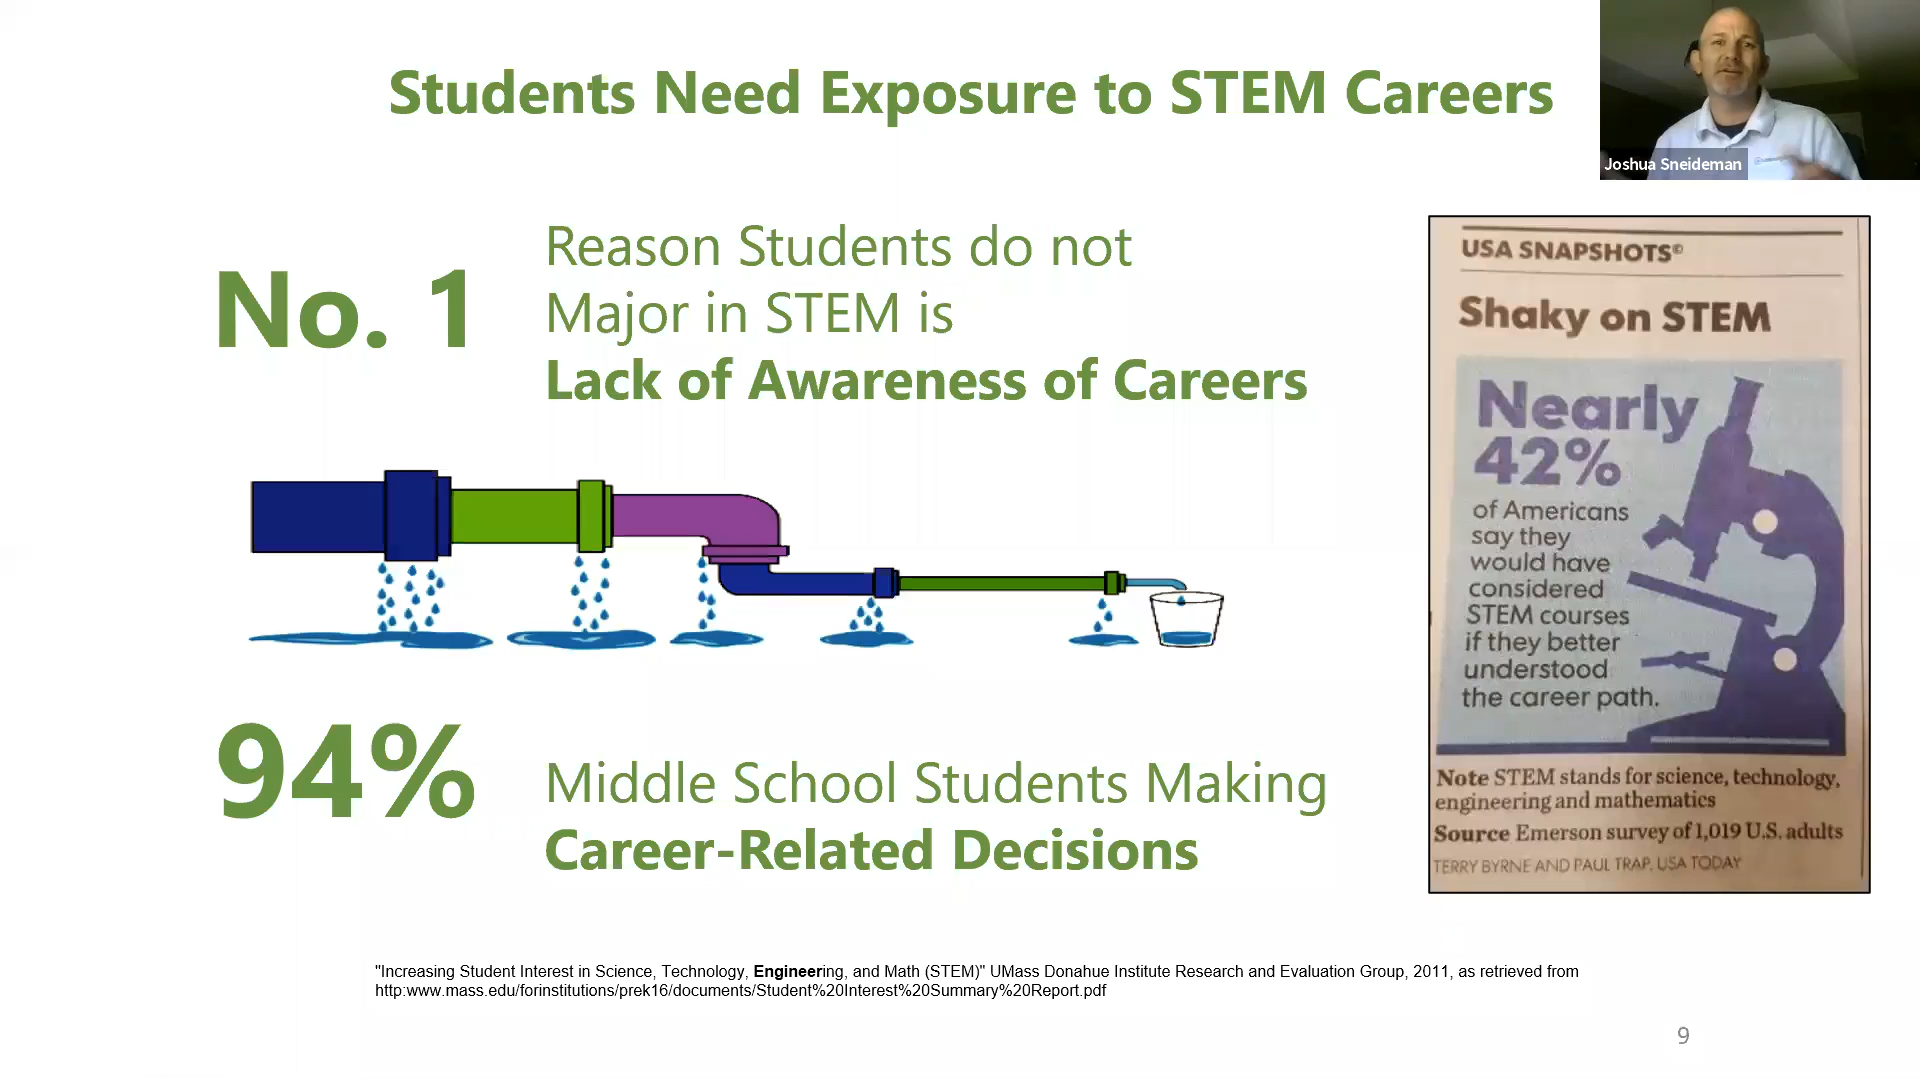 Students Need Exposure to STEM Careers
Joshua Sneideman
No. 1
Reason Students do not
Major in STEM is
Lack of Awareness of Careers
USA SNAPSHOTS©
Shaky on STEM
Nearly
42%
of Americans
say they
would have
considered
STEM courses
if they better
understood
the career path.
Note STEM stands for science, technology,
engineering and mathematics
Source Emerson survey of 1,019 U.S. adults
TERRY BYRNE AND PAUL TRAP, USA TODAY
94%
Middle School Students Making
Career-Related Decisions
"Increasing Student Interest in Science, Technology, Engineering, and Math (STEM)" UMass Donahue Institute Research and Evaluation Group, 2011, as retrieved from
http:www.mass.edu/forinstitutions/prek16/documents/Student%20Interest%20Summary%20Report.pdf
9